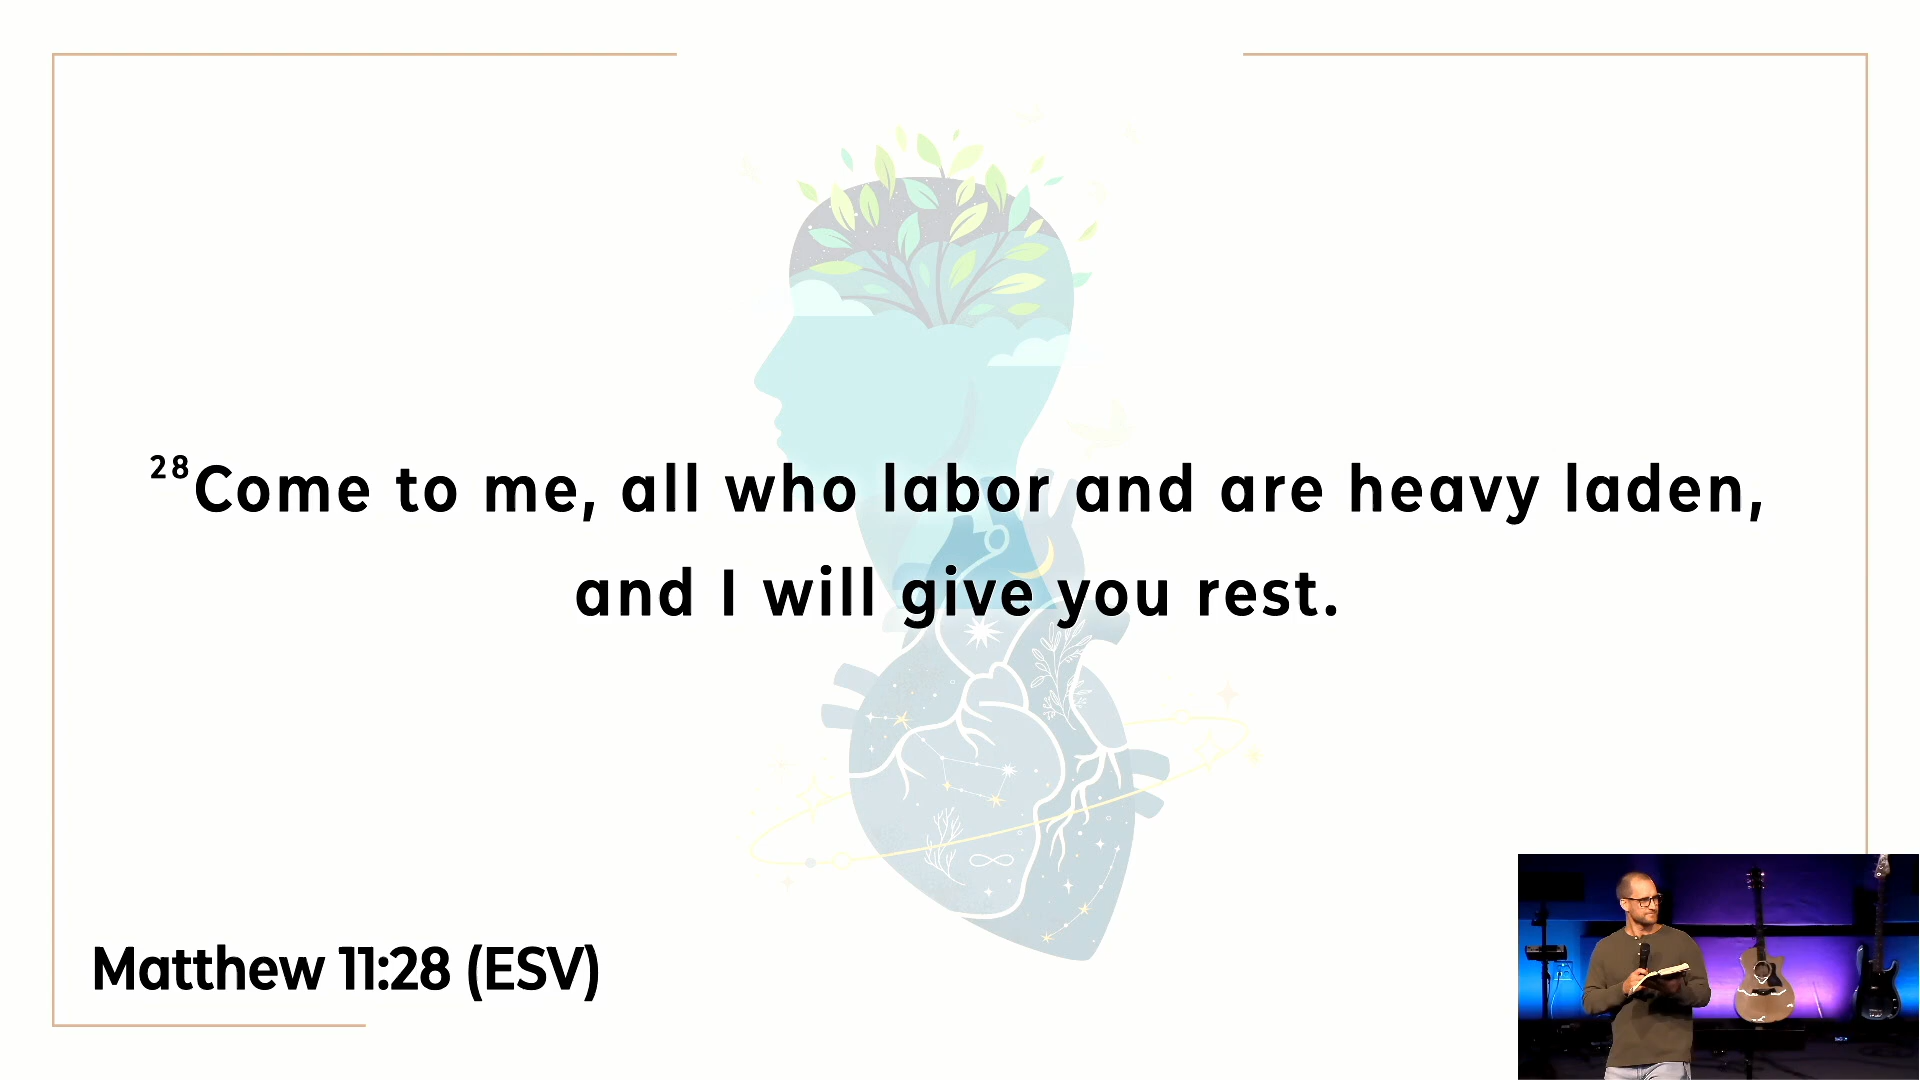 28Come to me, all who labor and are heavy laden,
and I will give you rest.
Matthew 11:28 (ESV)